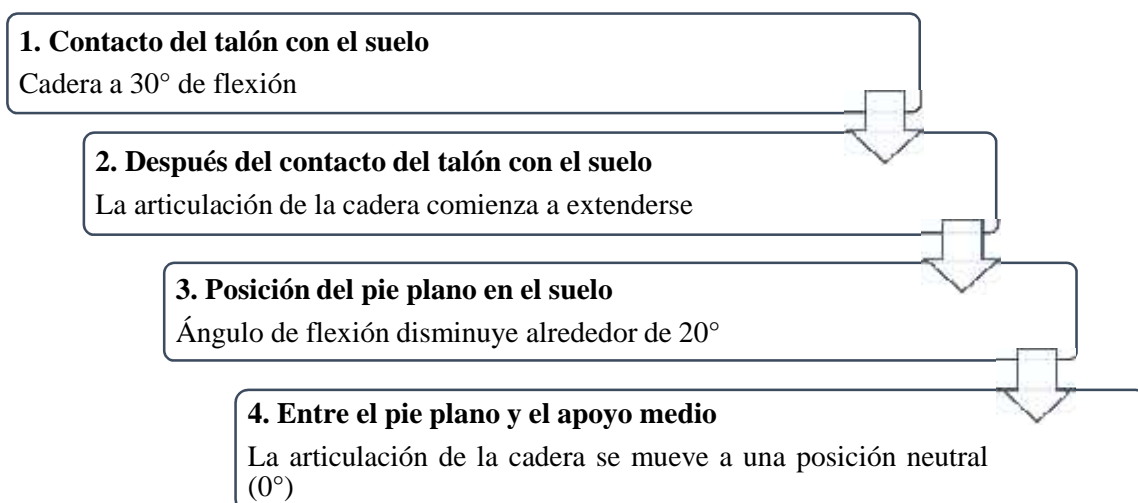 1. Contacto del talón con el suelo
Cadera a 30° de flexión
2. Después del contacto del talón con el suelo
La articulación de la cadera comienza a extenderse
3. Posición del pie plano en el suelo
Ángulo de flexión disminuye alrededor de 20°
4. Entre el pie plano y el apoyo medio
La articulación de la cadera se mueve a una posición neutral
(0°)